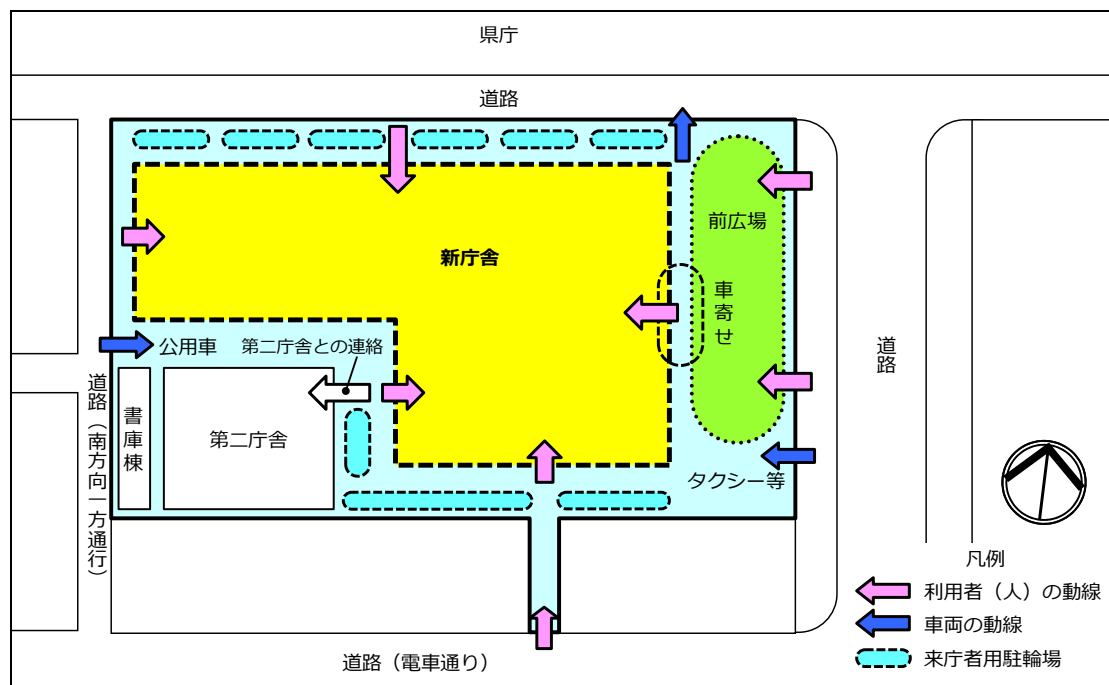 県庁
道路
前広場
新庁舎
車寄せ
道路
公用車
第二庁舎との連絡
道路(南方向一方通行)
書庫棟
第二庁舎
タクシー等
道路(電車通り)
凡例
利用者(人)の動線
車両の動線
来庁者用駐輪場